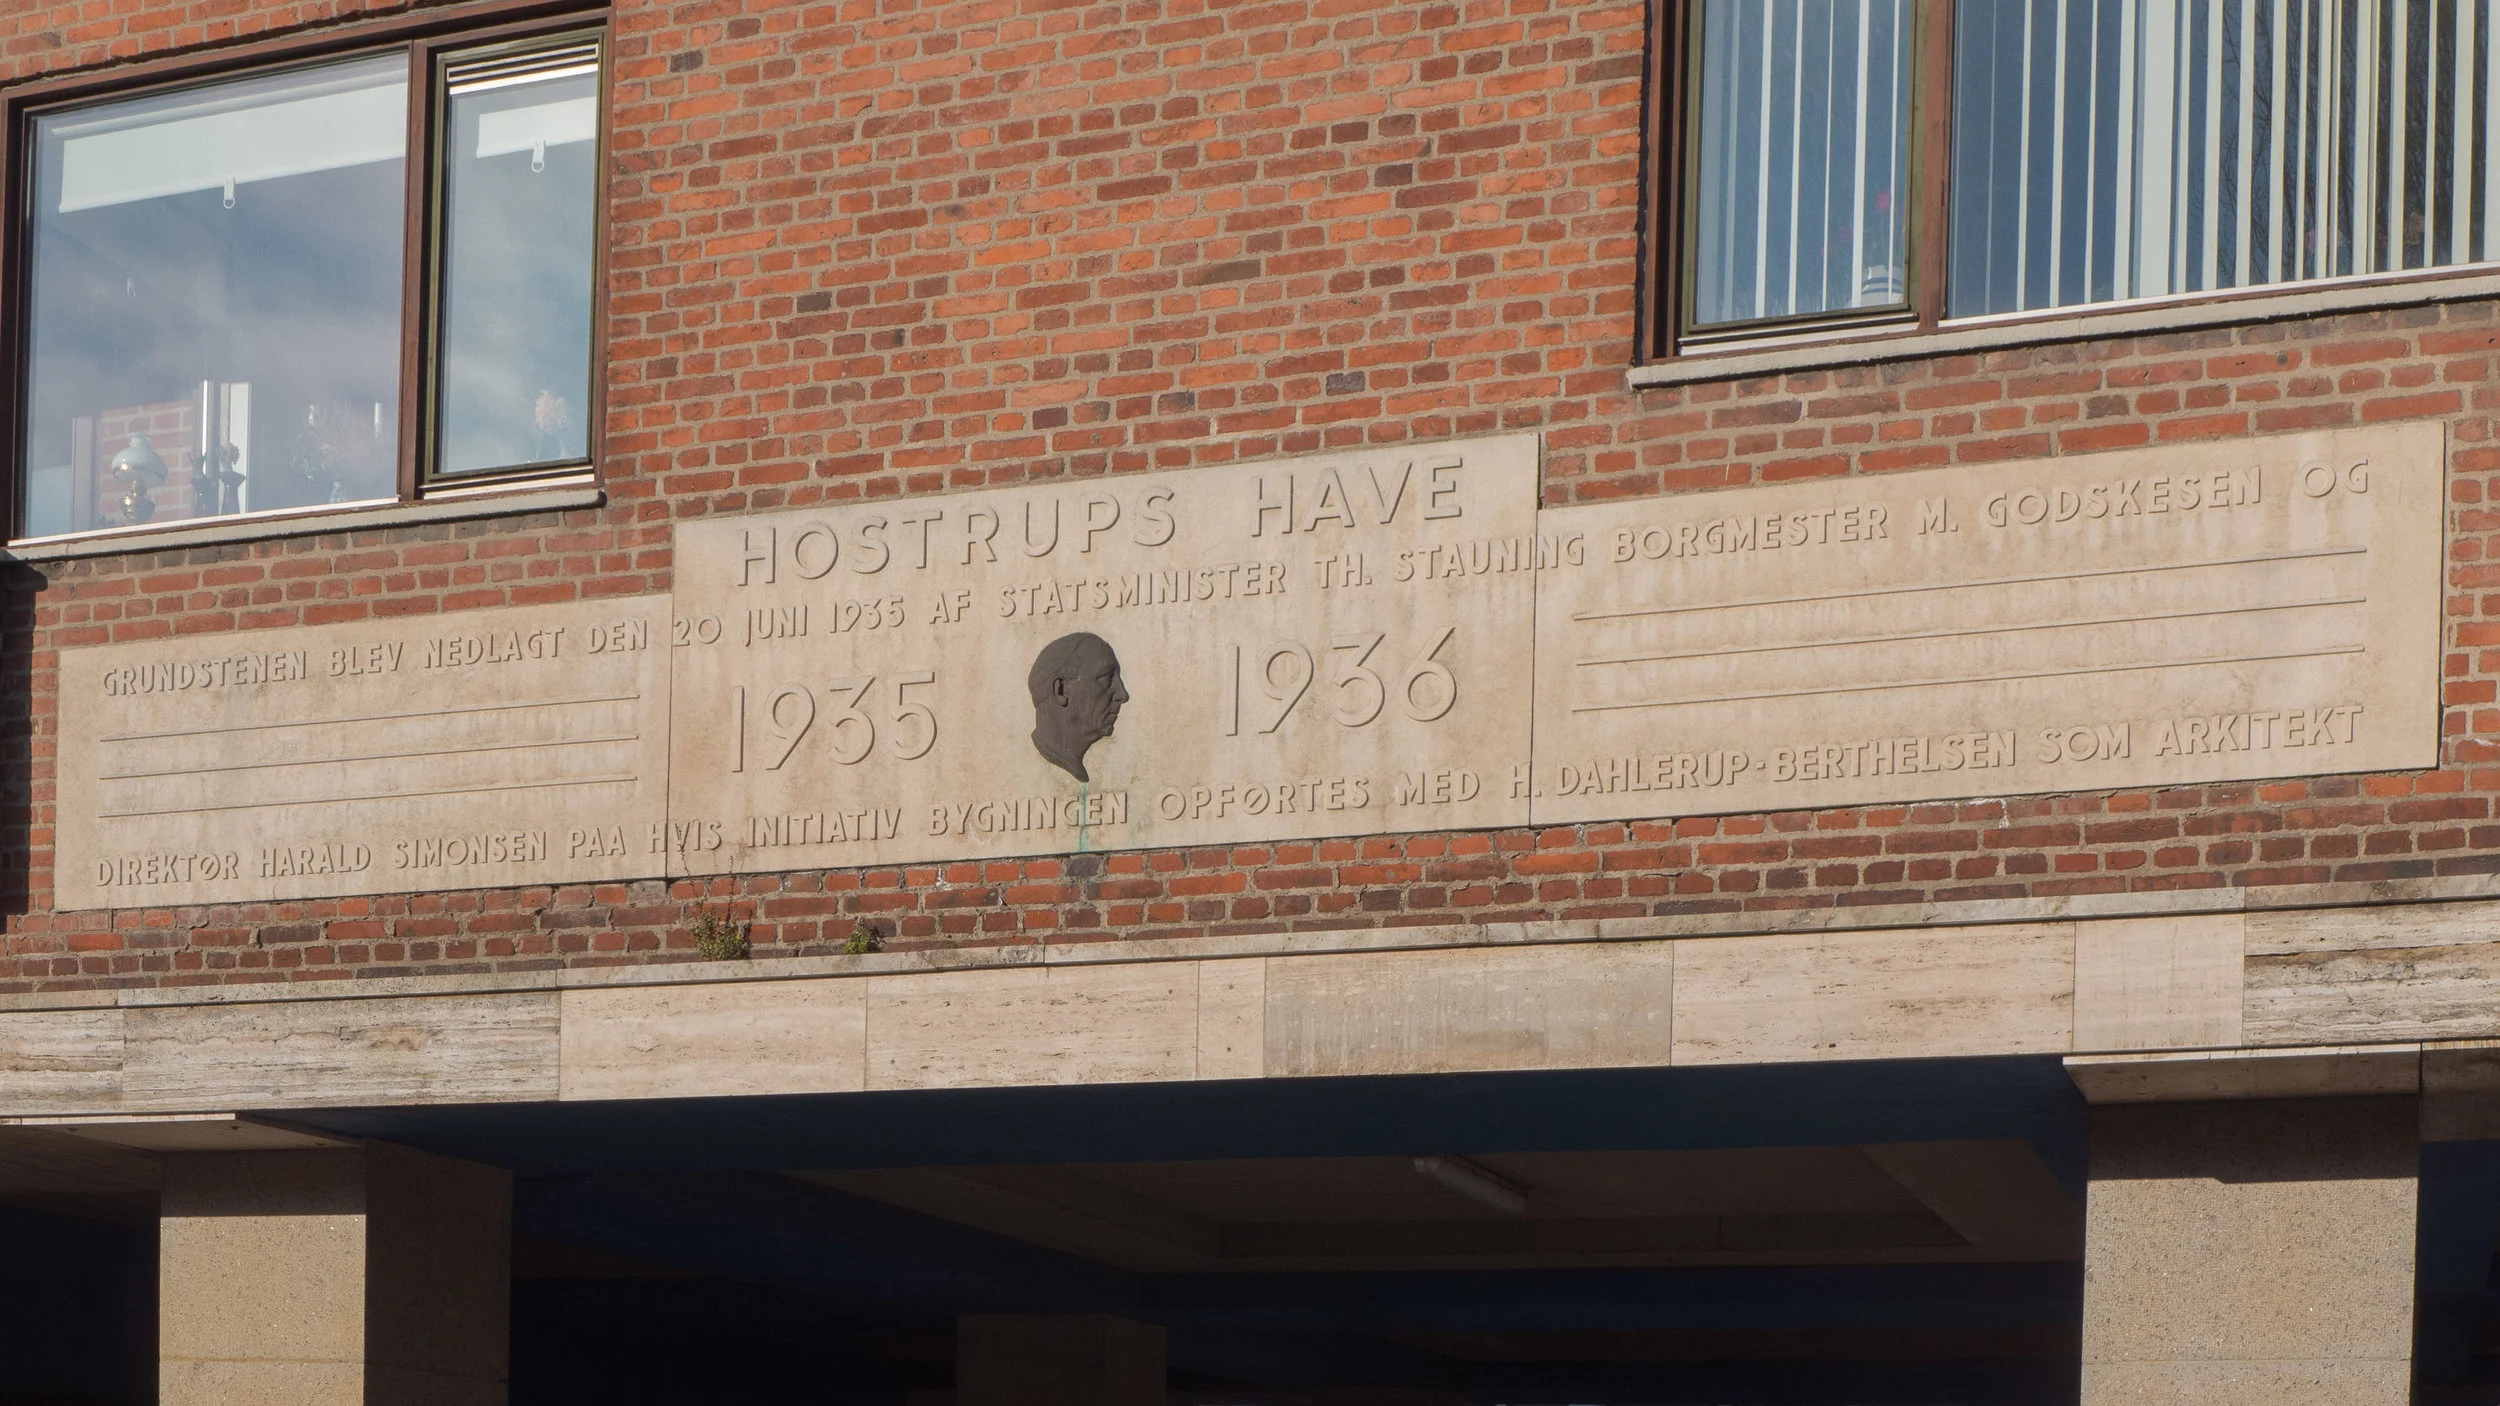 HOSTRUPS HAVE
GRUNDSTENEN BLEV NEDLAGT DEN 20 JUNI 1935 AF STATSMINISTER TH. STAUNING BORGMESTER M. GODSKESEN OG
1935 1936
DIREKTØR HARALD SIMONSEN PAA HVIS INITIATIV BYGNINGEN OPFØRTES MED H. DAHLERUP-BERTHELSEN SOM ARKITEKT